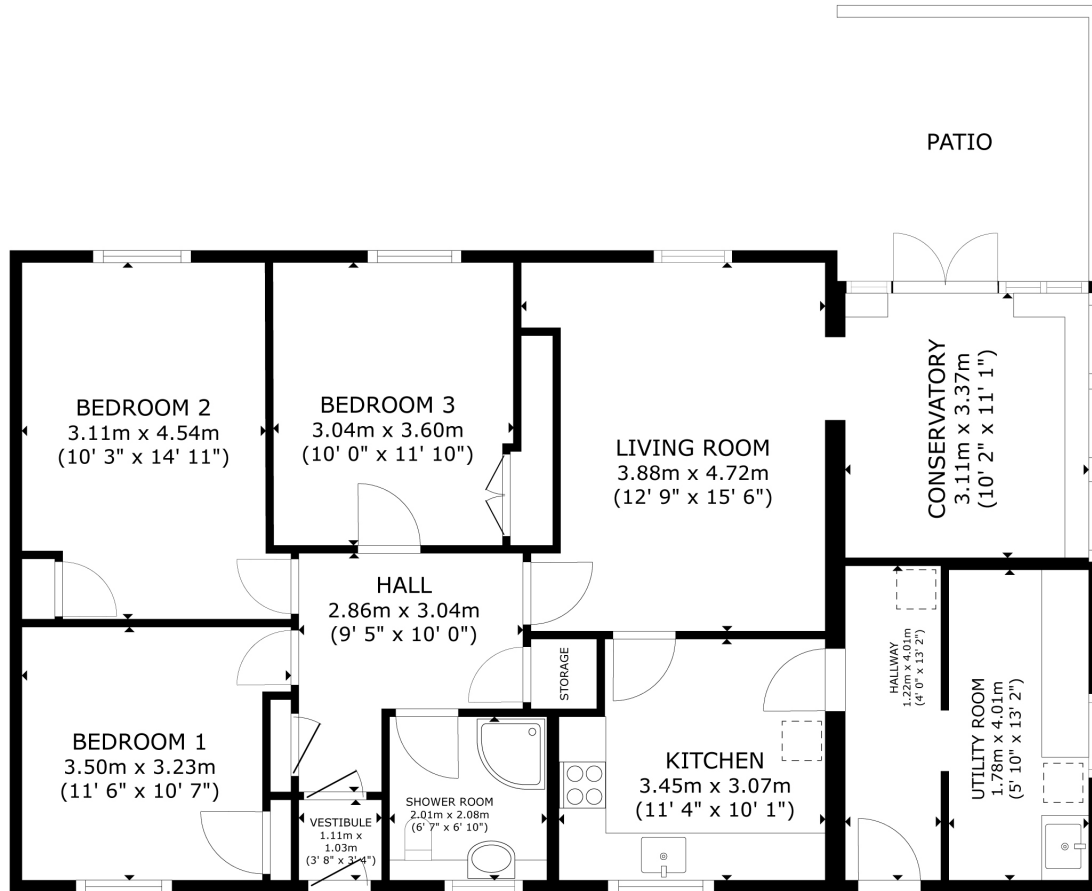 PATIO
BEDROOM 2
3.11m x 4.54m
(10' 3" x 14' 11")
BEDROOM 3
3.04m x 3.60m
(10' 0" x 11' 10")
LIVING ROOM
3.88m x 4.72m
(12' 9" x 15' 6")
CONSERVATORY
3.11m x 3.37m
(10' 2" x 11' 1")
HALL
2.86m x 3.04m
(9' 5" x 10' 0")
STORAGE
HALLWAY
1.22m x 4.01m
(4' 0" x 13' 2")
UTILITY ROOM
1.78m x 4.01m
(5' 10" x 13' 2")
BEDROOM 1
3.50m x 3.23m
(11' 6" x 10' 7")
VESTIBULE
1.11m x
1.03m
(3' 8" x 3' 4")
SHOWER ROOM
2.01m x 2.08m
(6' 7" x 6' 10")
KITCHEN
3.45m x 3.07m
(11' 4" x 10' 1")